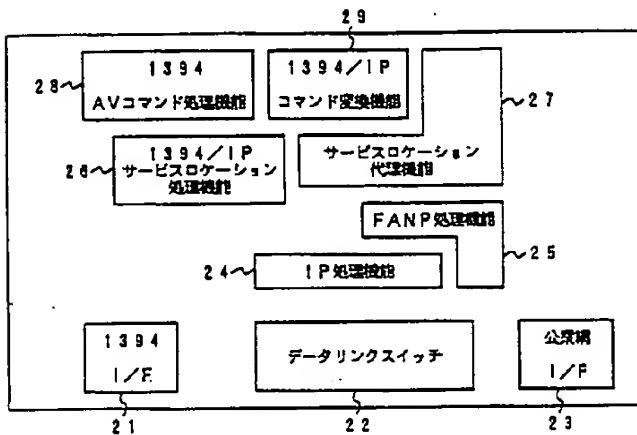 29
1394
AVコマンド処理機能
28
1394/IP
コマンド変換機能
27
1394/IP
サービスロケーション
処理機能
26
サービスロケーション
代理機能
FANP処理機能
25
24
IP処理機能
1394
I/F
データリンクスイッチ
公衆網
I/F
21
22
23